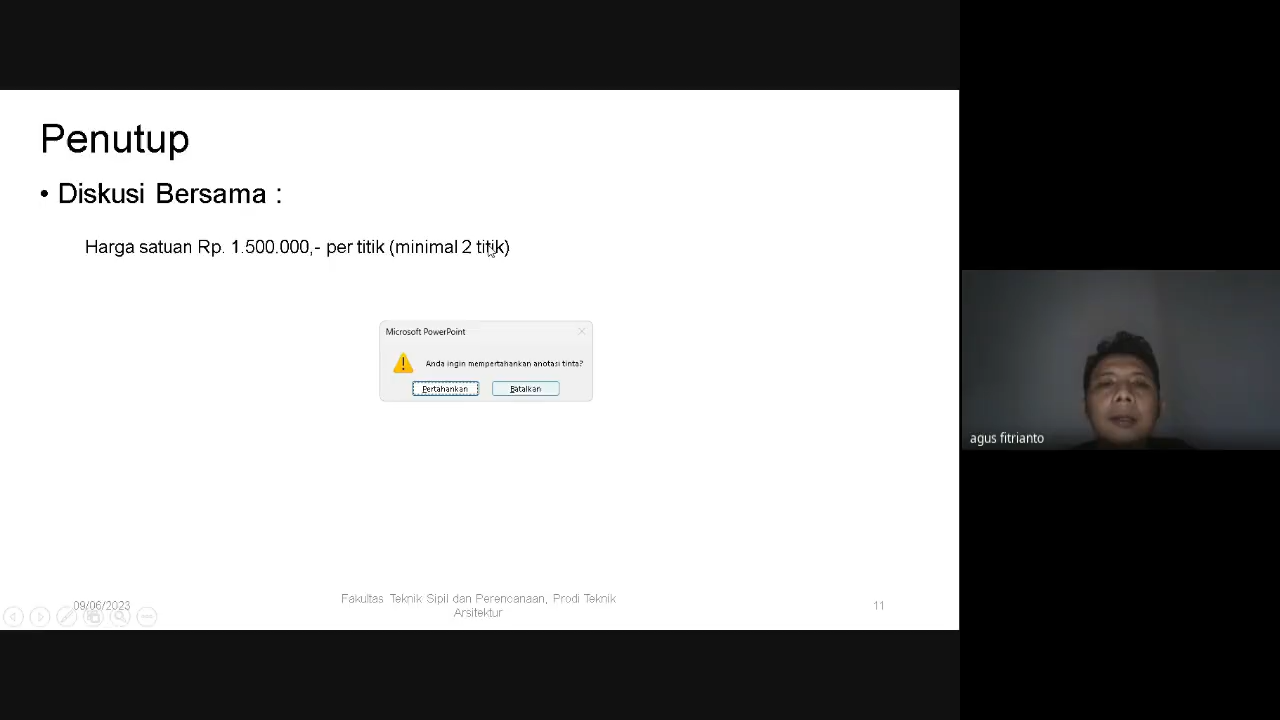 Penutup
• Diskusi Bersama :
Harga satuan Rp. 1.500.000,- per titik (minimal 2 titik)
Microsoft PowerPoint
Anda ingin mempertahankan anotasi tinta?
Pertahankan
Batalkan
agus fitrianto
09/06/2023
Fakultas Teknik Sipil dan Perencanaan, Prodi Teknik
Arsitektur
11